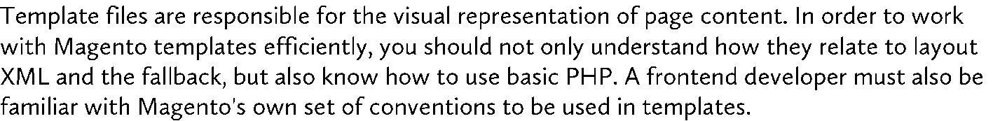 Template files are responsible for the visual representation of page content. In order to work
with Magento templates efficiently, you should not only understand how they relate to layout
XML and the fallback, but also know how to use basic PHP. A frontend developer must also be
familiar with Magento's own set of conventions to be used in templates.